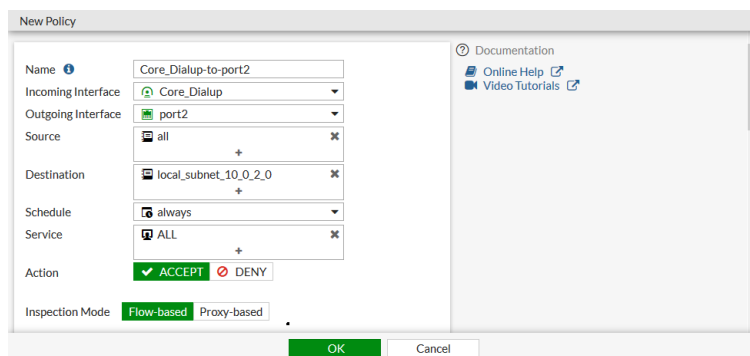 New Policy
Documentation
Online Help
Video Tutorials
Name Core_Dialup-to-port2
Incoming Interface Core_Dialup
Outgoing Interface port2
Source all
+
Destination local_subnet_10_0_2_0
+
Schedule always
Service ALL
+
Action ACCEPT DENY
Inspection Mode Flow-based Proxy-based
OK Cancel